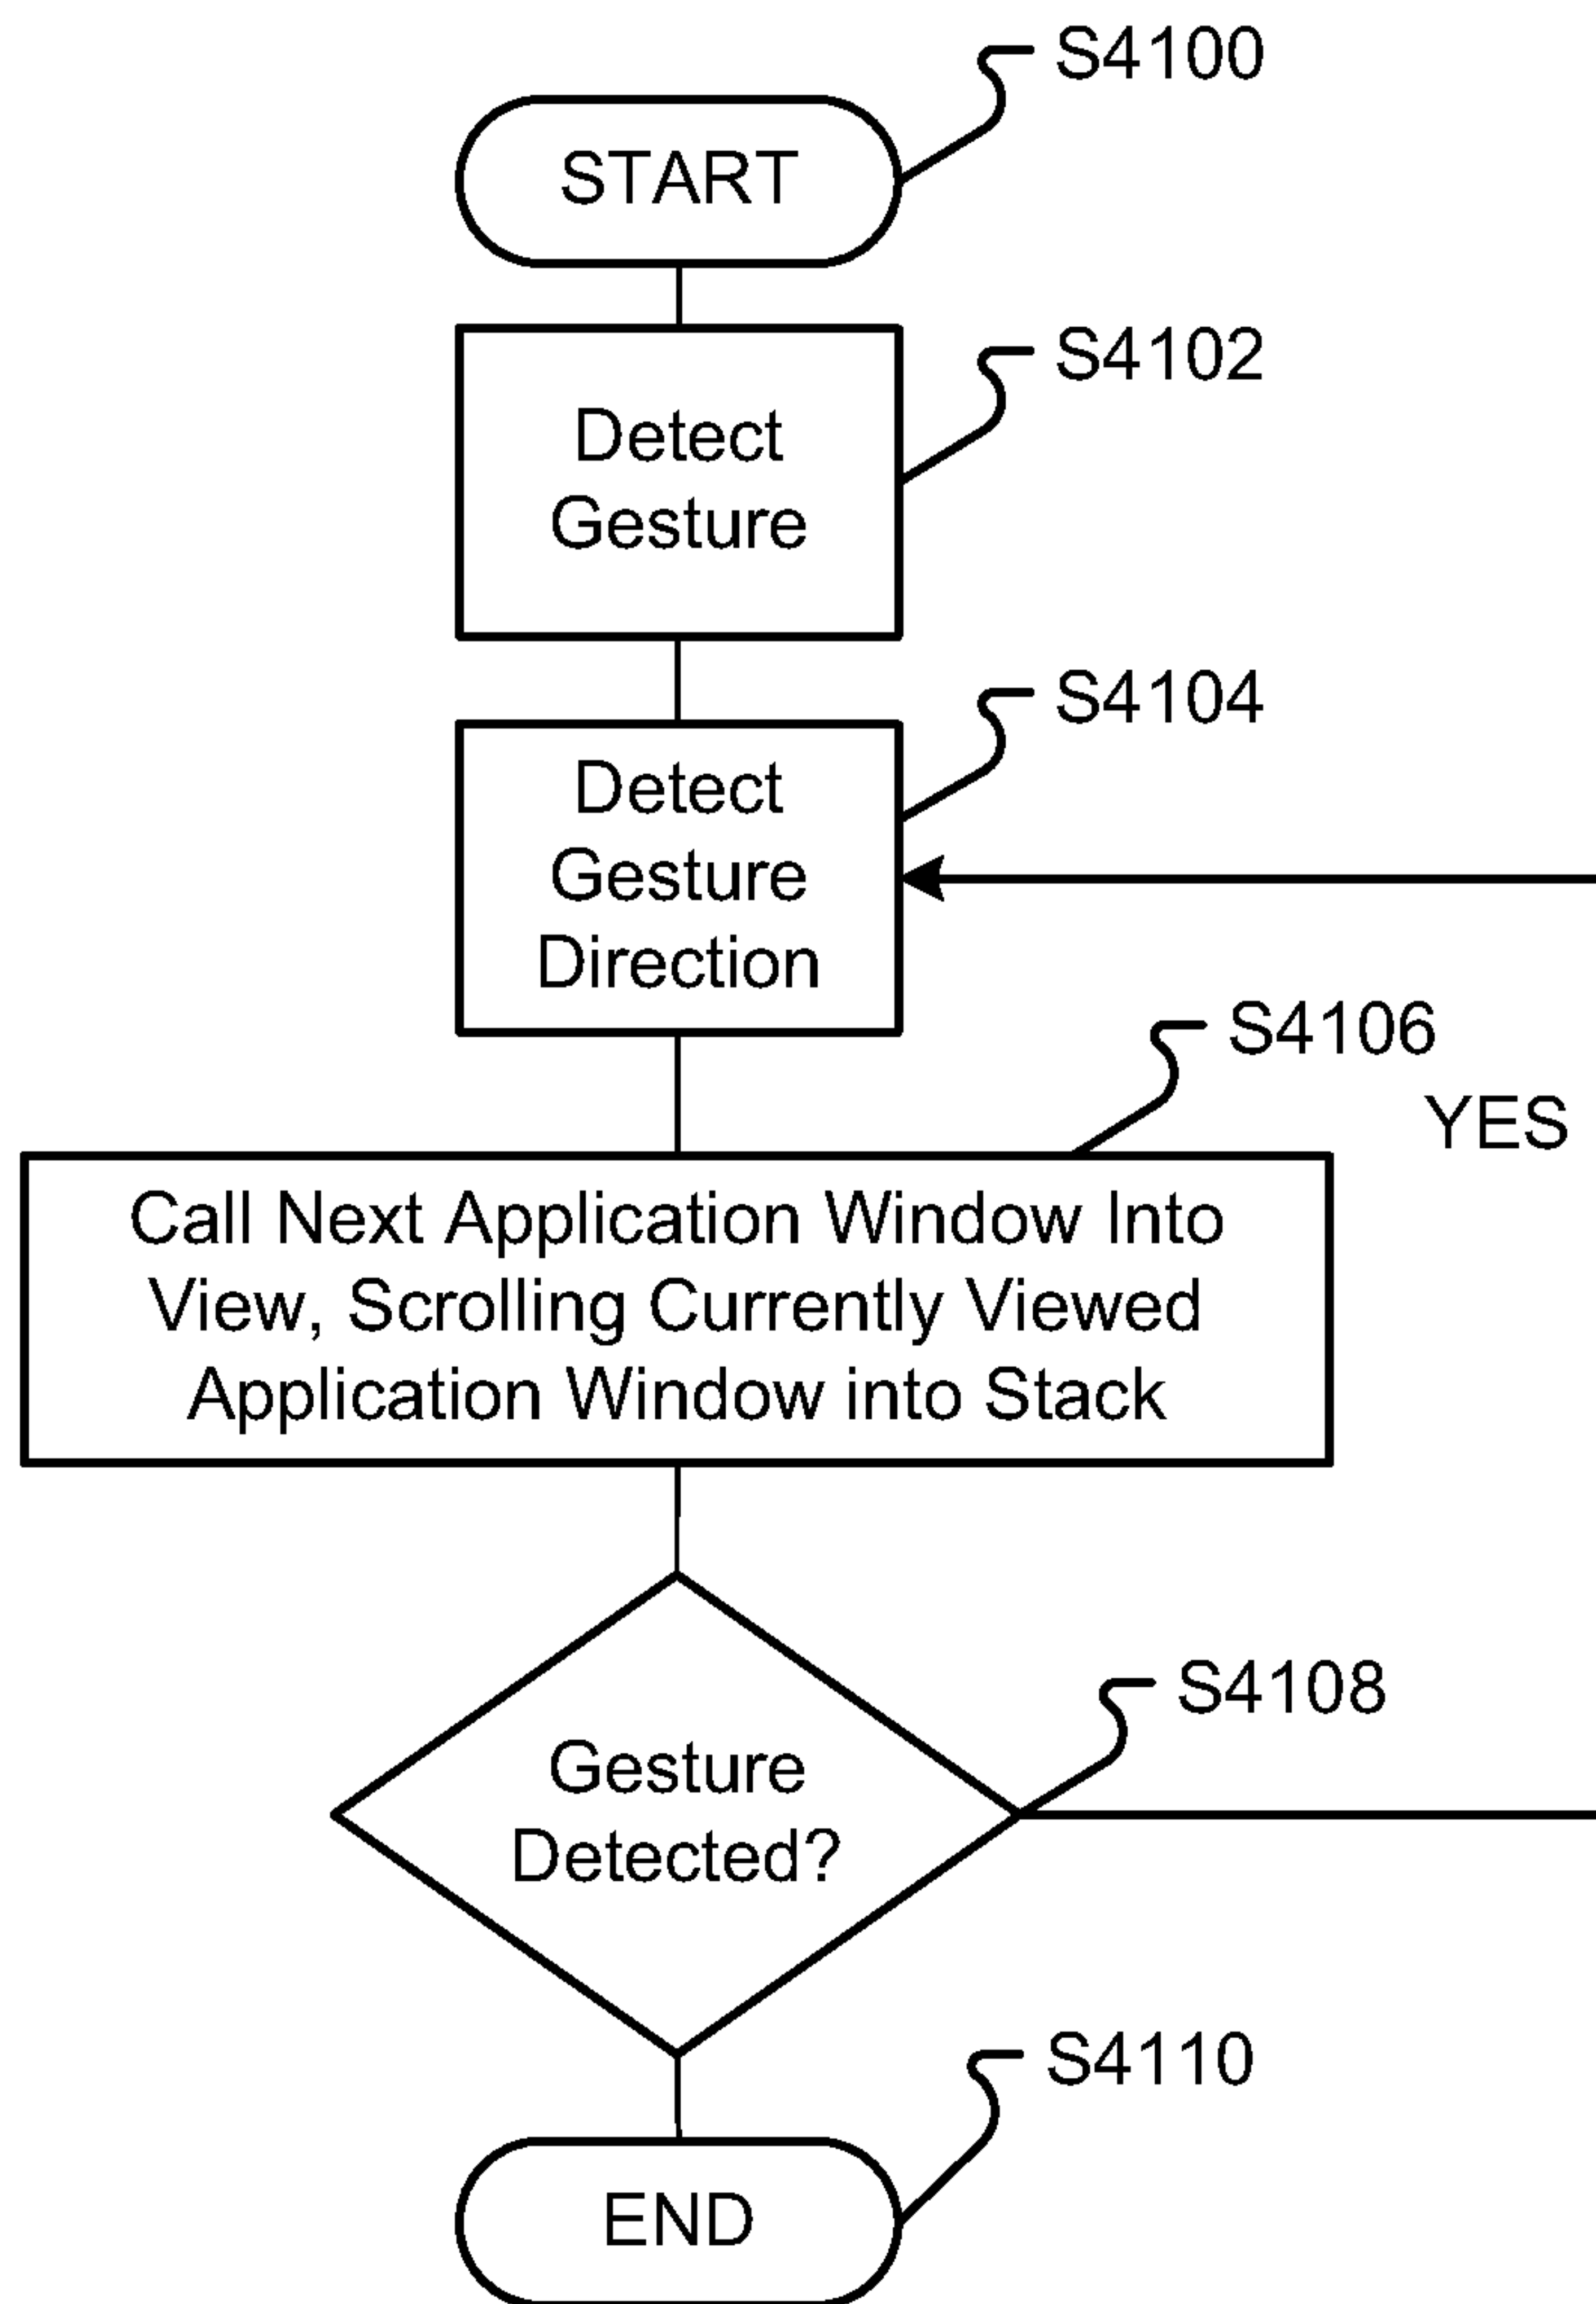 S4100
START
S4102
Detect
Gesture
S4104
Detect
Gesture
Direction
S4106
YES
Call Next Application Window Into
View, Scrolling Currently Viewed
Application Window into Stack
S4108
Gesture
Detected?
S4110
END